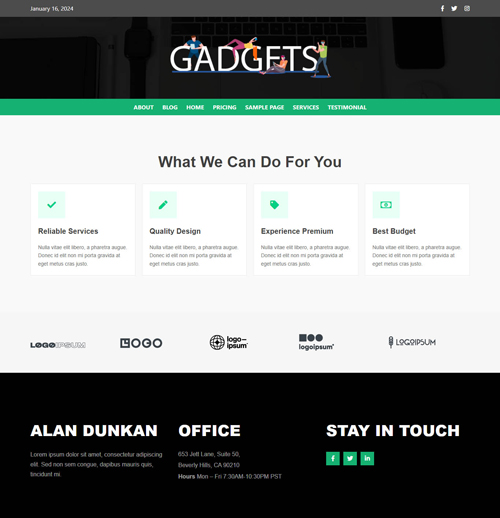 January 16, 2024
GADGETS
ABOUT BLOG HOME PRICING SAMPLE PAGE SERVICES TESTIMONIAL
What We Can Do For You
Reliable Services
Nulla vitae elit libero, a pharetra augue.
Donec id elit non mi porta gravida at
eget metus cras justo.
Quality Design
Nulla vitae elit libero, a pharetra augue.
Donec id elit non mi porta gravida at
eget metus cras justo.
Experience Premium
Nulla vitae elit libero, a pharetra augue.
Donec id elit non mi porta gravida at
eget metus cras justo.
Best Budget
Nulla vitae elit libero, a pharetra augue.
Donec id elit non mi porta gravida at
eget metus cras justo.
LOGOIPSUM
LOGO
logo—
ipsum
logoipsum
LOGOIPSUM
ALAN DUNKAN
Lorem ipsum dolor sit amet, consectetur adipiscing
elit. Sed non sem congue, dapibus mauris quis,
tincidunt mi.
OFFICE
653 Jett Lane, Suite 50,
Beverly Hills, CA 90210
Hours Mon – Fri 7:30AM-10:30PM PST
STAY IN TOUCH